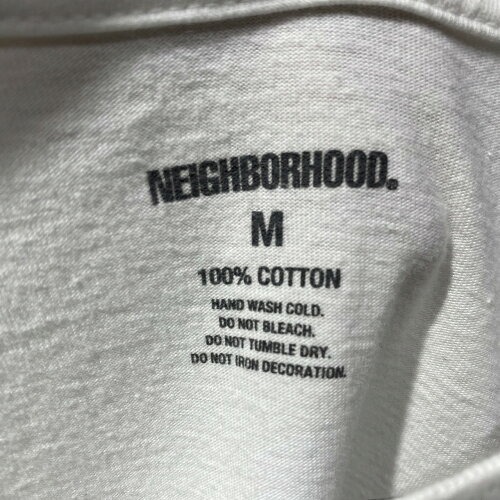 NEIGHBORHOOD®
M
100% COTTON
HAND WASH COLD.
DO NOT BLEACH.
DO NOT TUMBLE DRY.
DO NOT IRON DECORATION.